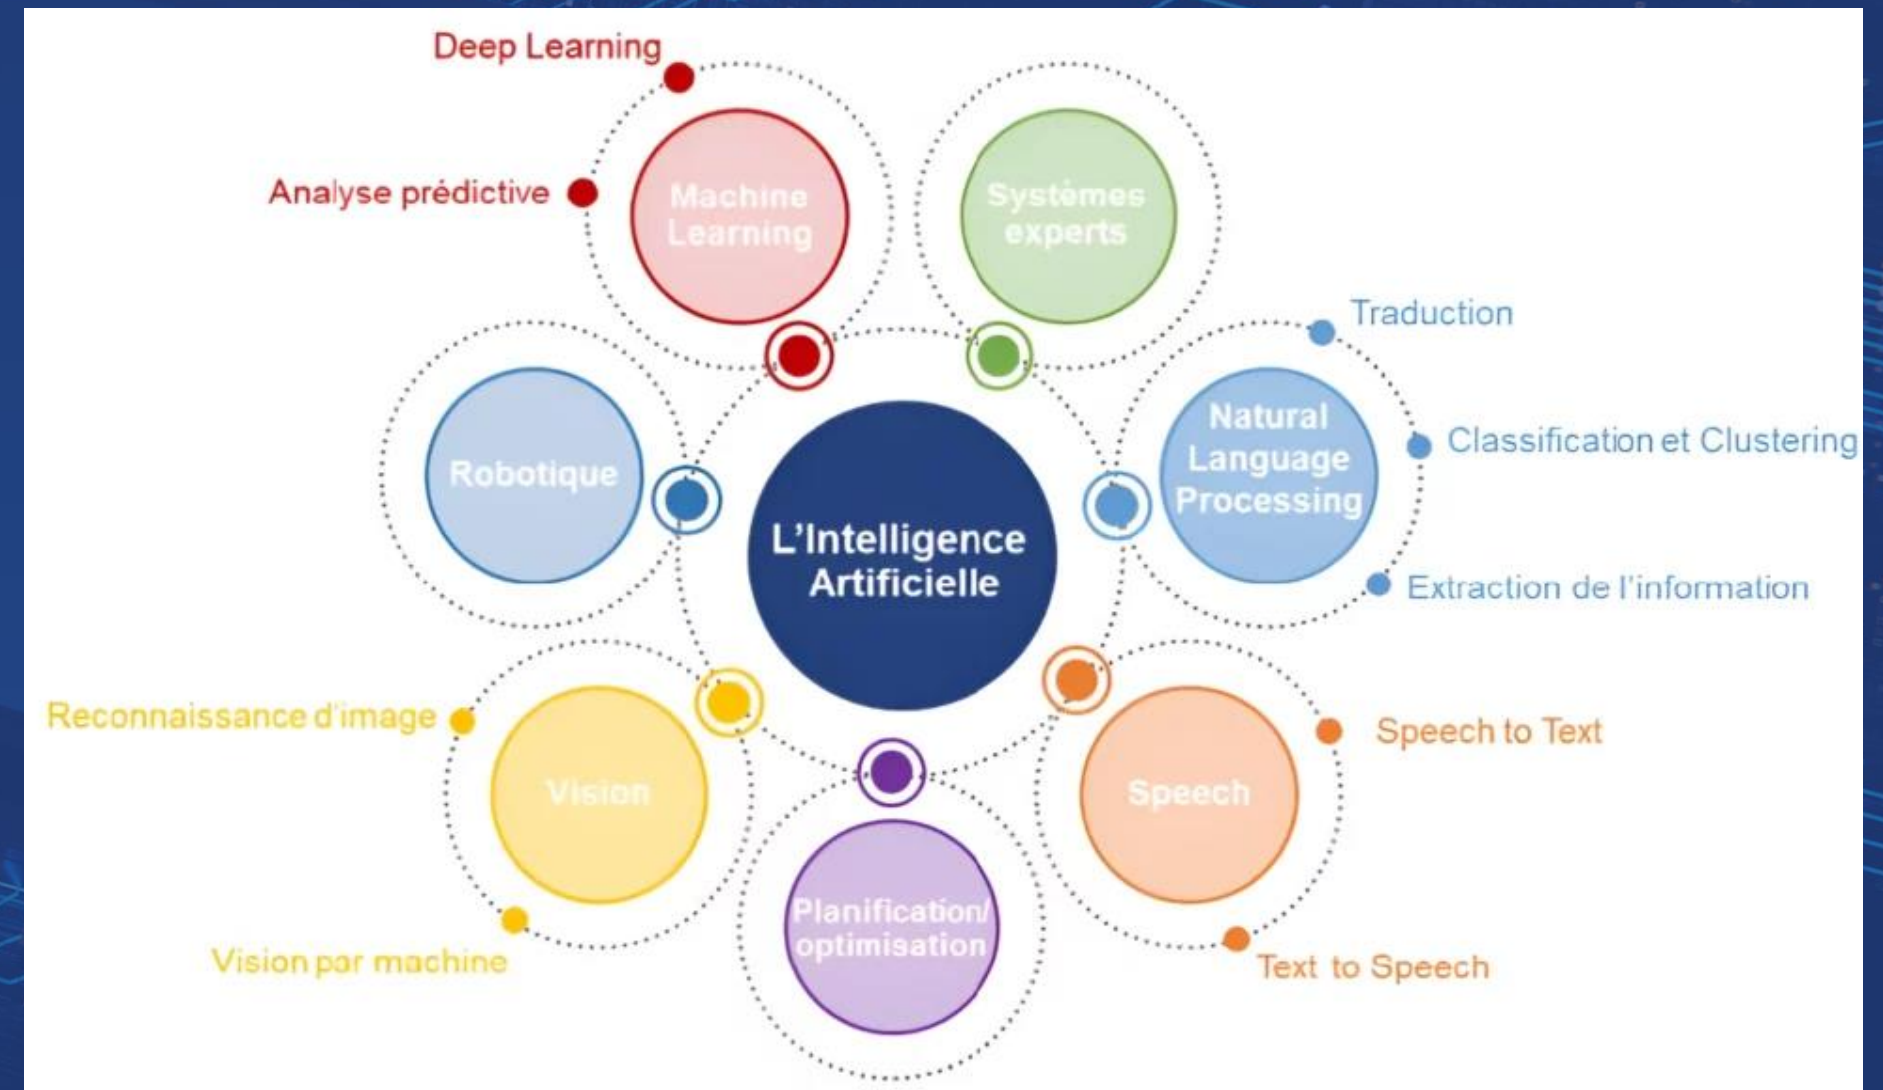 Deep Learning
Analyse prédictive
Machine
Learning
Systèmes
experts
Traduction
Natural
Language
Processing
Classification et Clustering
Extraction de l'information
Robotique
L'Intelligence
Artificielle
Reconnaissance d'image
Vision
Vision par machine
Planification/
optimisation
Speech
Speech to Text
Text to Speech